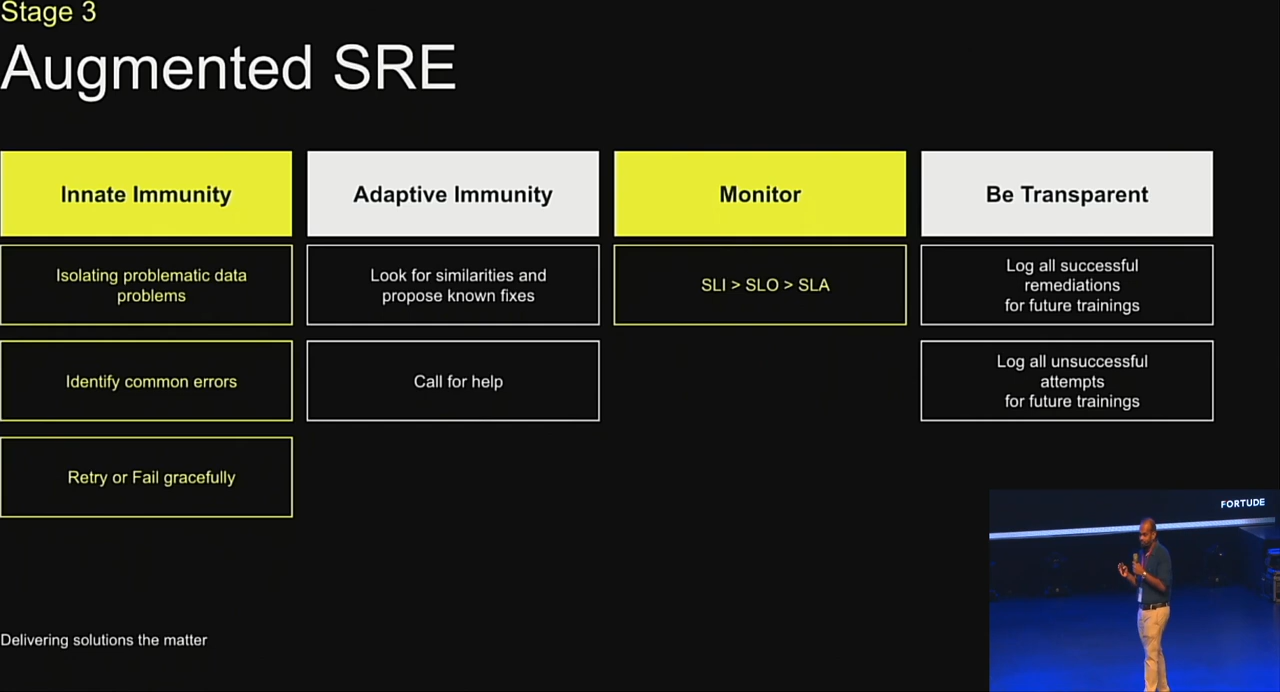 Stage 3
Augmented SRE
Innate Immunity
Isolating problematic data
problems
Identify common errors
Retry or Fail gracefully
Adaptive Immunity
Look for similarities and
propose known fixes
Call for help
Monitor
SLI > SLO > SLA
Be Transparent
Log all successful
remediations
for future trainings
Log all unsuccessful
attempts
for future trainings
FORTUDE
Delivering solutions the matter